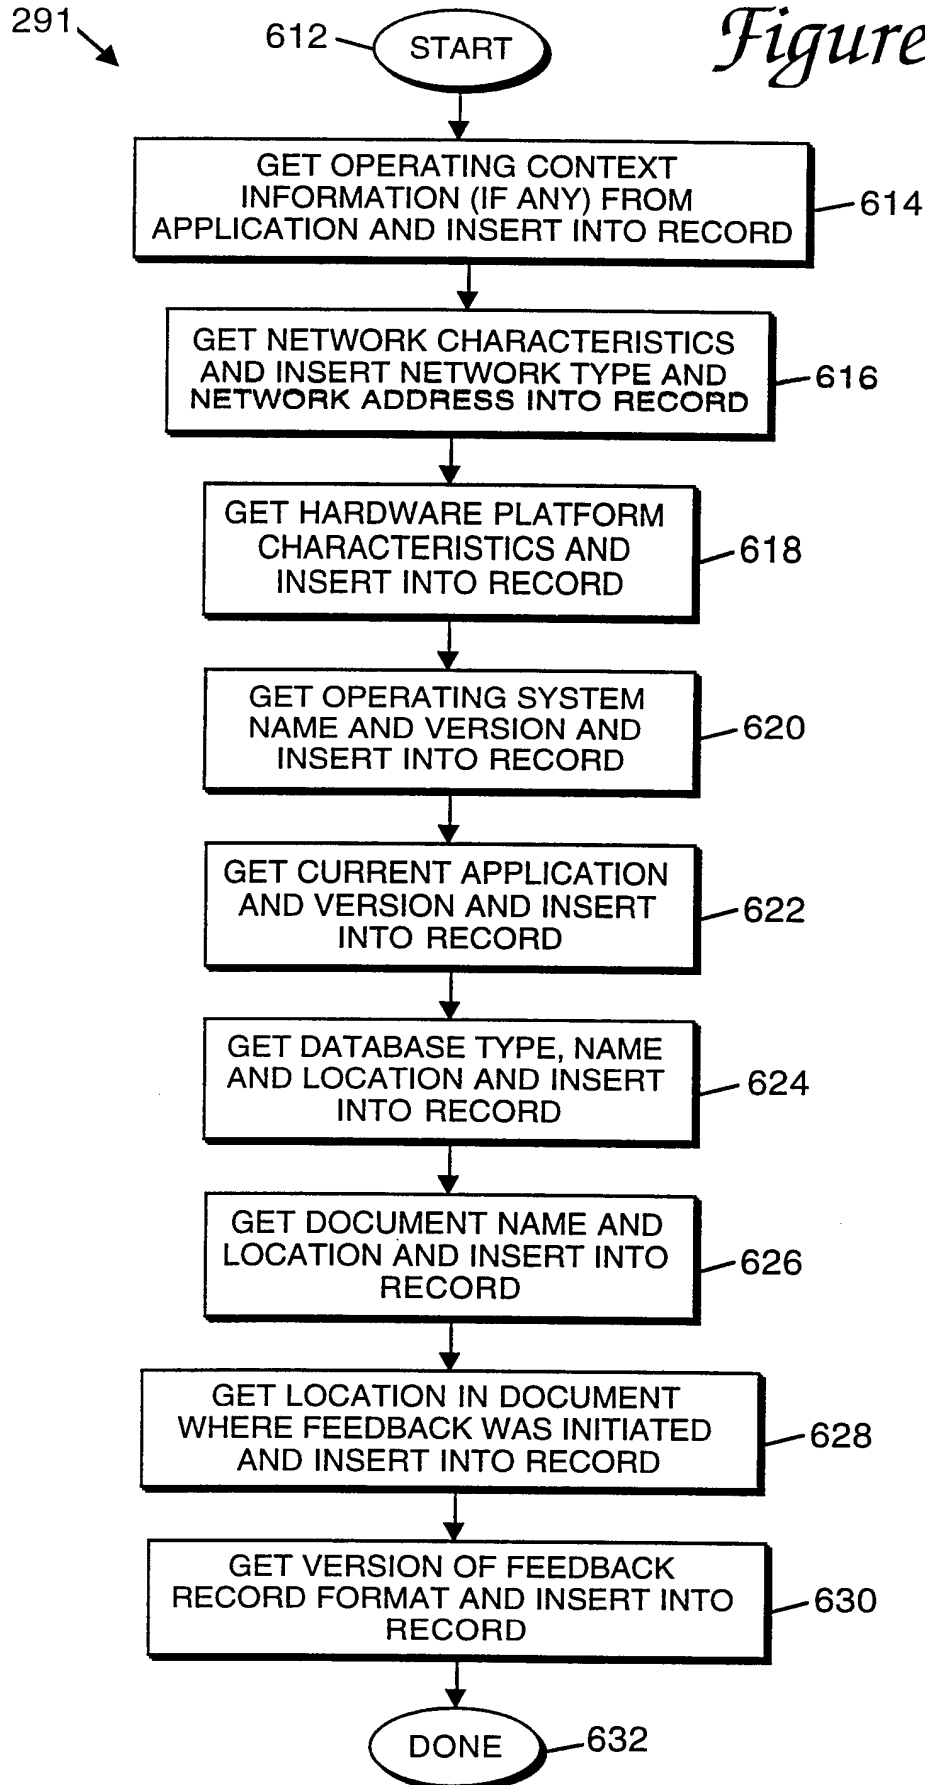 291
612
START
Figure
GET OPERATING CONTEXT
INFORMATION (IF ANY) FROM
APPLICATION AND INSERT INTO RECORD
614
GET NETWORK CHARACTERISTICS
AND INSERT NETWORK TYPE AND
NETWORK ADDRESS INTO RECORD
616
GET HARDWARE PLATFORM
CHARACTERISTICS AND
INSERT INTO RECORD
618
GET OPERATING SYSTEM
NAME AND VERSION AND
INSERT INTO RECORD
620
GET CURRENT APPLICATION
AND VERSION AND INSERT
INTO RECORD
622
GET DATABASE TYPE, NAME
AND LOCATION AND INSERT
INTO RECORD
624
GET DOCUMENT NAME AND
LOCATION AND INSERT INTO
RECORD
626
GET LOCATION IN DOCUMENT
WHERE FEEDBACK WAS INITIATED
AND INSERT INTO RECORD
628
GET VERSION OF FEEDBACK
RECORD FORMAT AND INSERT INTO
RECORD
630
DONE
632